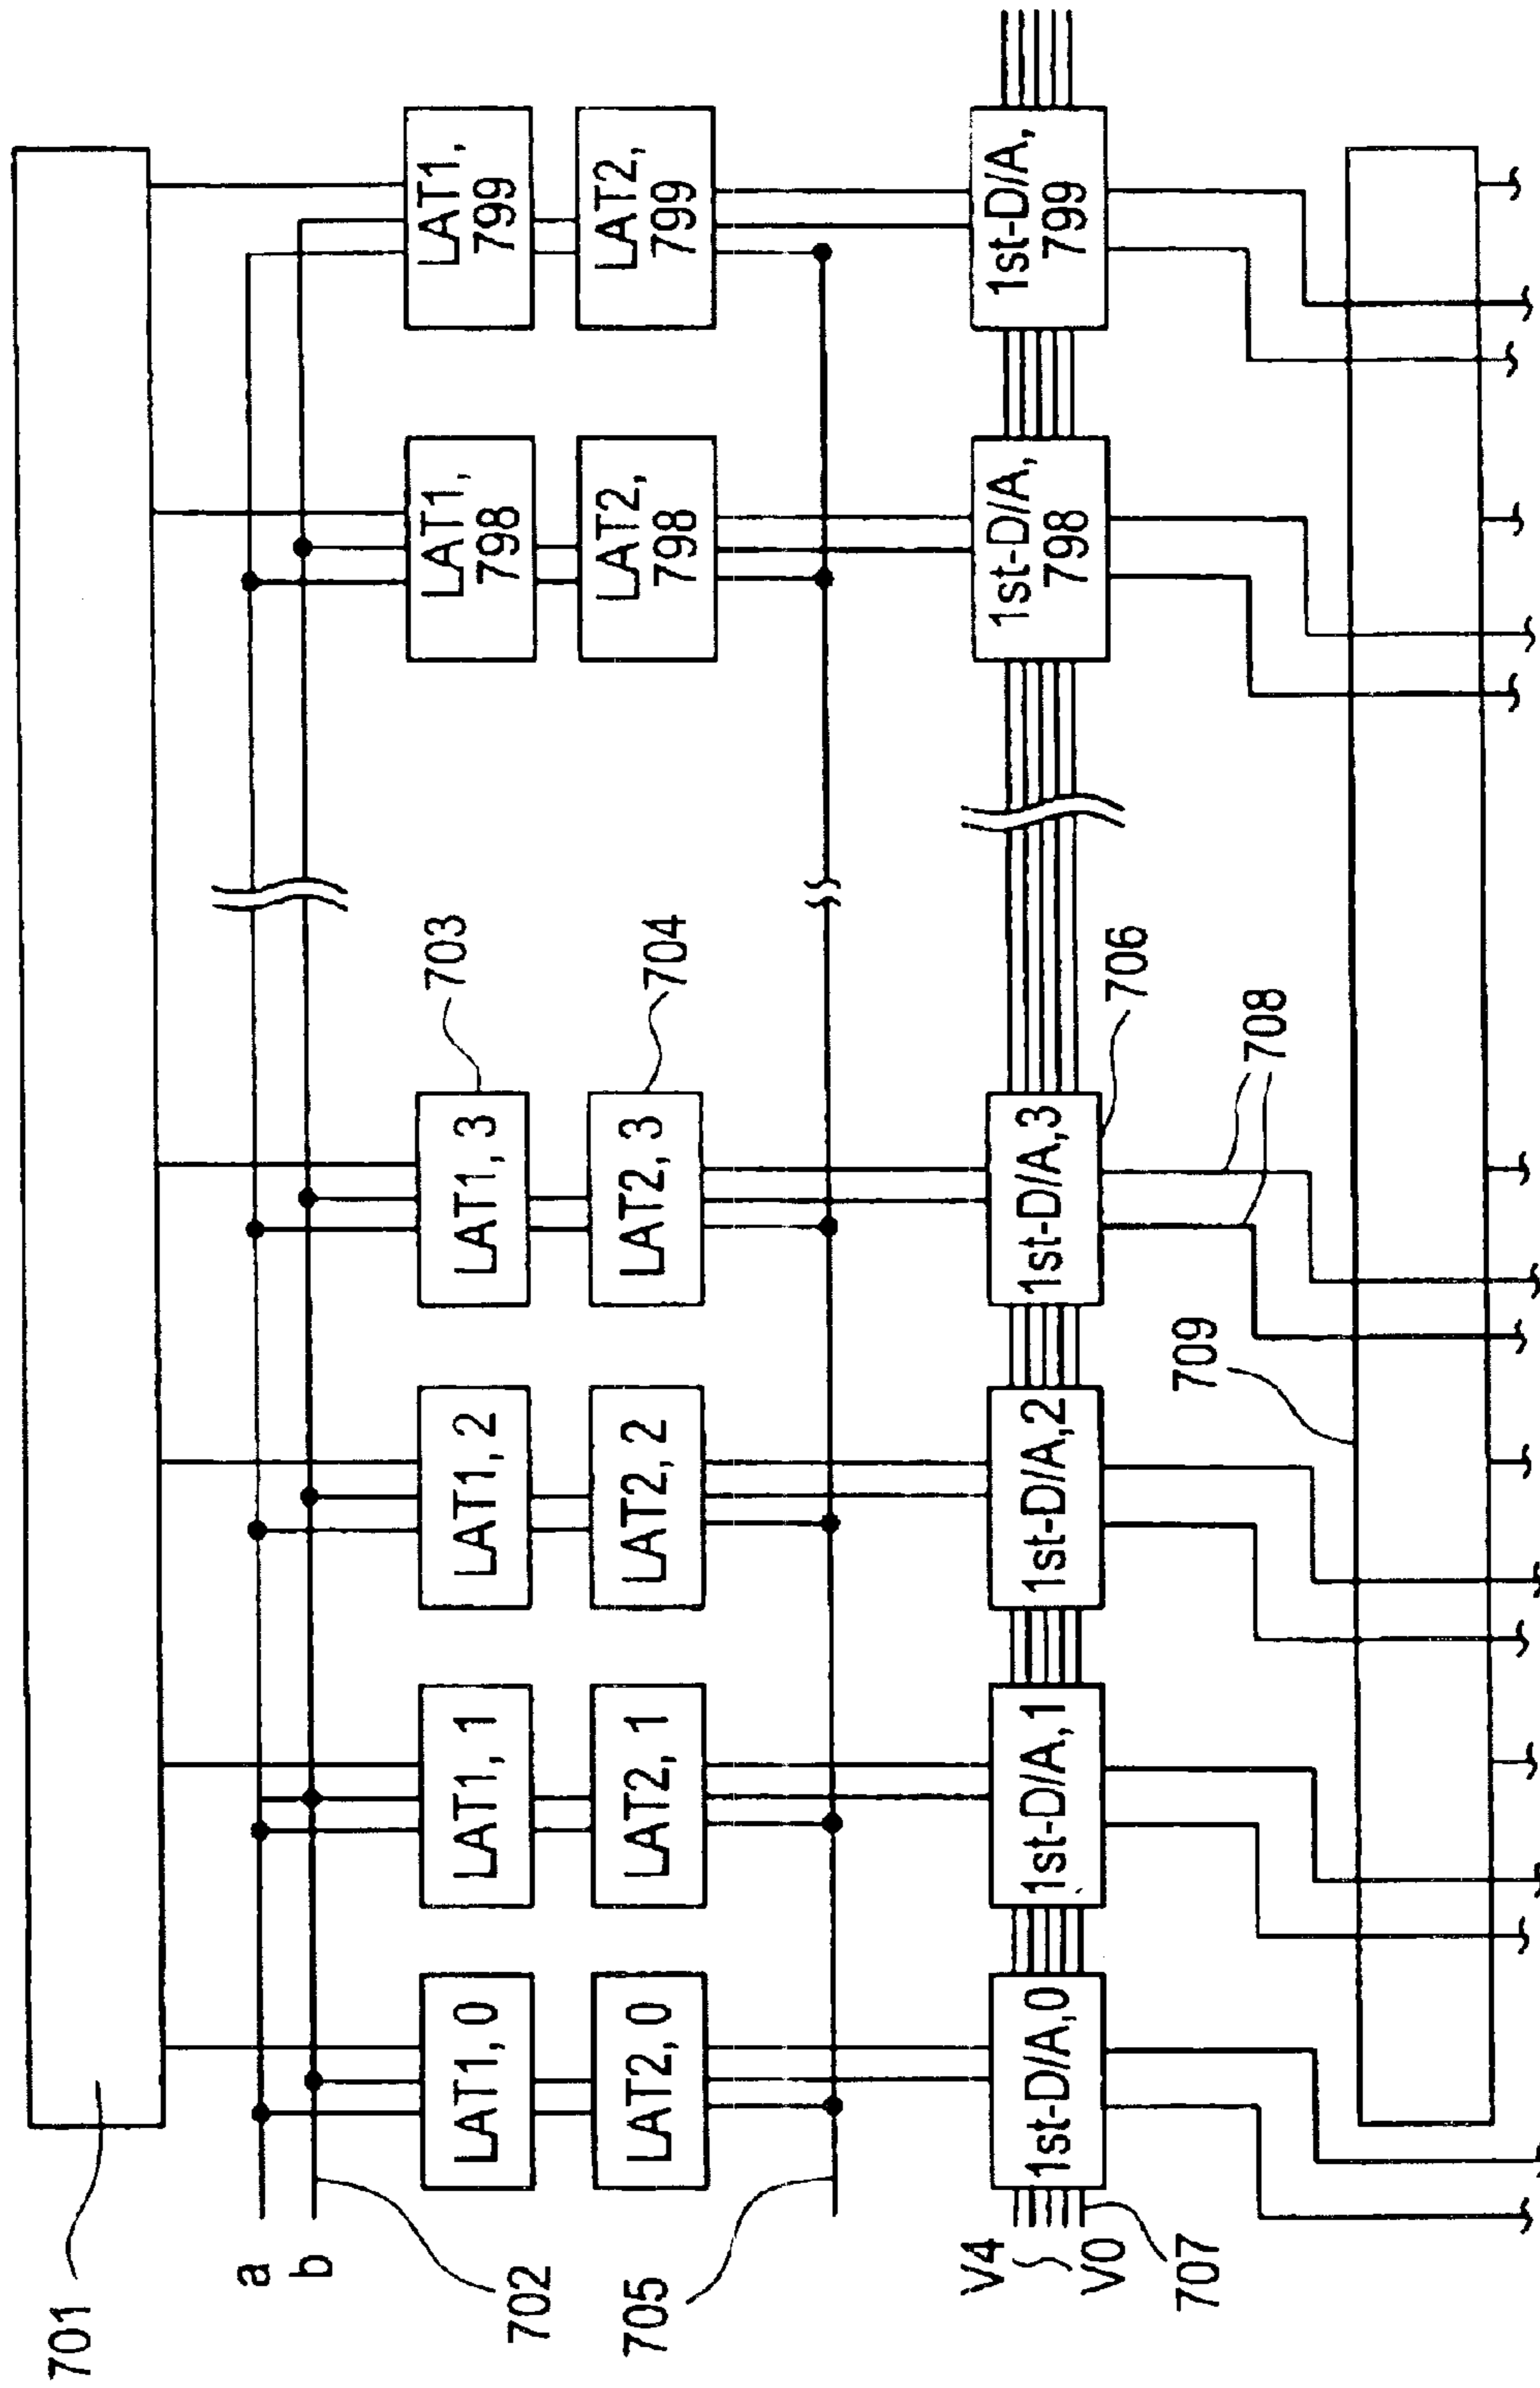 701
a
b
702
LAT1, 0
LAT1, 1
LAT1, 2
LAT1, 3
703
LAT1,
798
LAT1,
799
LAT2, 0
LAT2, 1
LAT2, 2
LAT2, 3
704
LAT2,
798
LAT2,
799
705
V4
V0
707
1st-D/A,0
1st-D/A,1
1st-D/A,2
1st-D/A,3
706
1st-D/A,
798
1st-D/A,
799
708
709